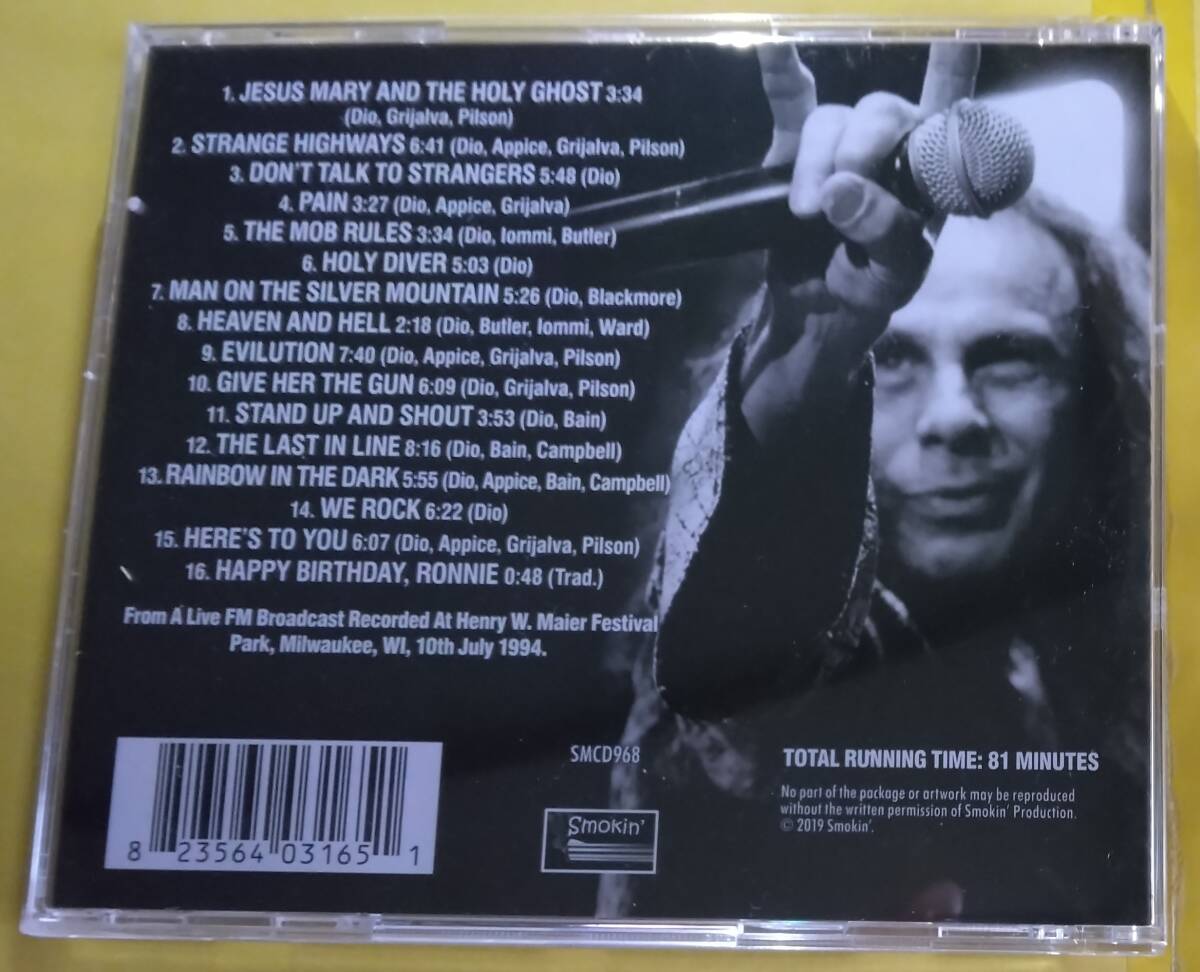 1. JESUS MARY AND THE HOLY GHOST 3:34
(Dio, Grijalva, Pilson)
2. STRANGE HIGHWAYS 6:41 (Dio, Appice, Grijalva, Pilson)
3. DON'T TALK TO STRANGERS 5:48 (Dio)
4. PAIN 3:27 (Dio, Appice, Grijalva)
5. THE MOB RULES 3:34 (Dio, Iommi, Butler)
6. HOLY DIVER 5:03 (Dio)
7. MAN ON THE SILVER MOUNTAIN 5:26 (Dio, Blackmore)
8. HEAVEN AND HELL 2:18 (Dio, Butler, Iommi, Ward)
9. EVILUTION 7:40 (Dio, Appice, Grijalva, Pilson)
10. GIVE HER THE GUN 6:09 (Dio, Grijalva, Pilson)
11. STAND UP AND SHOUT 3:53 (Dio, Bain)
12. THE LAST IN LINE 8:16 (Dio, Bain, Campbell)
13. RAINBOW IN THE DARK 5:55 (Dio, Appice, Bain, Campbell)
14. WE ROCK 6:22 (Dio)
15. HERE'S TO YOU 6:07 (Dio, Appice, Grijalva, Pilson)
16. HAPPY BIRTHDAY, RONNIE 0:48 (Trad.)
From A Live FM Broadcast Recorded At Henry W. Maier Festival
Park, Milwaukee, WI, 10th July 1994.
8 23564 03165 1
SMCD968
Smokin'
TOTAL RUNNING TIME: 81 MINUTES
No part of the package or artwork may be reproduced
without the written permission of Smokin' Production.
© 2019 Smokin'.